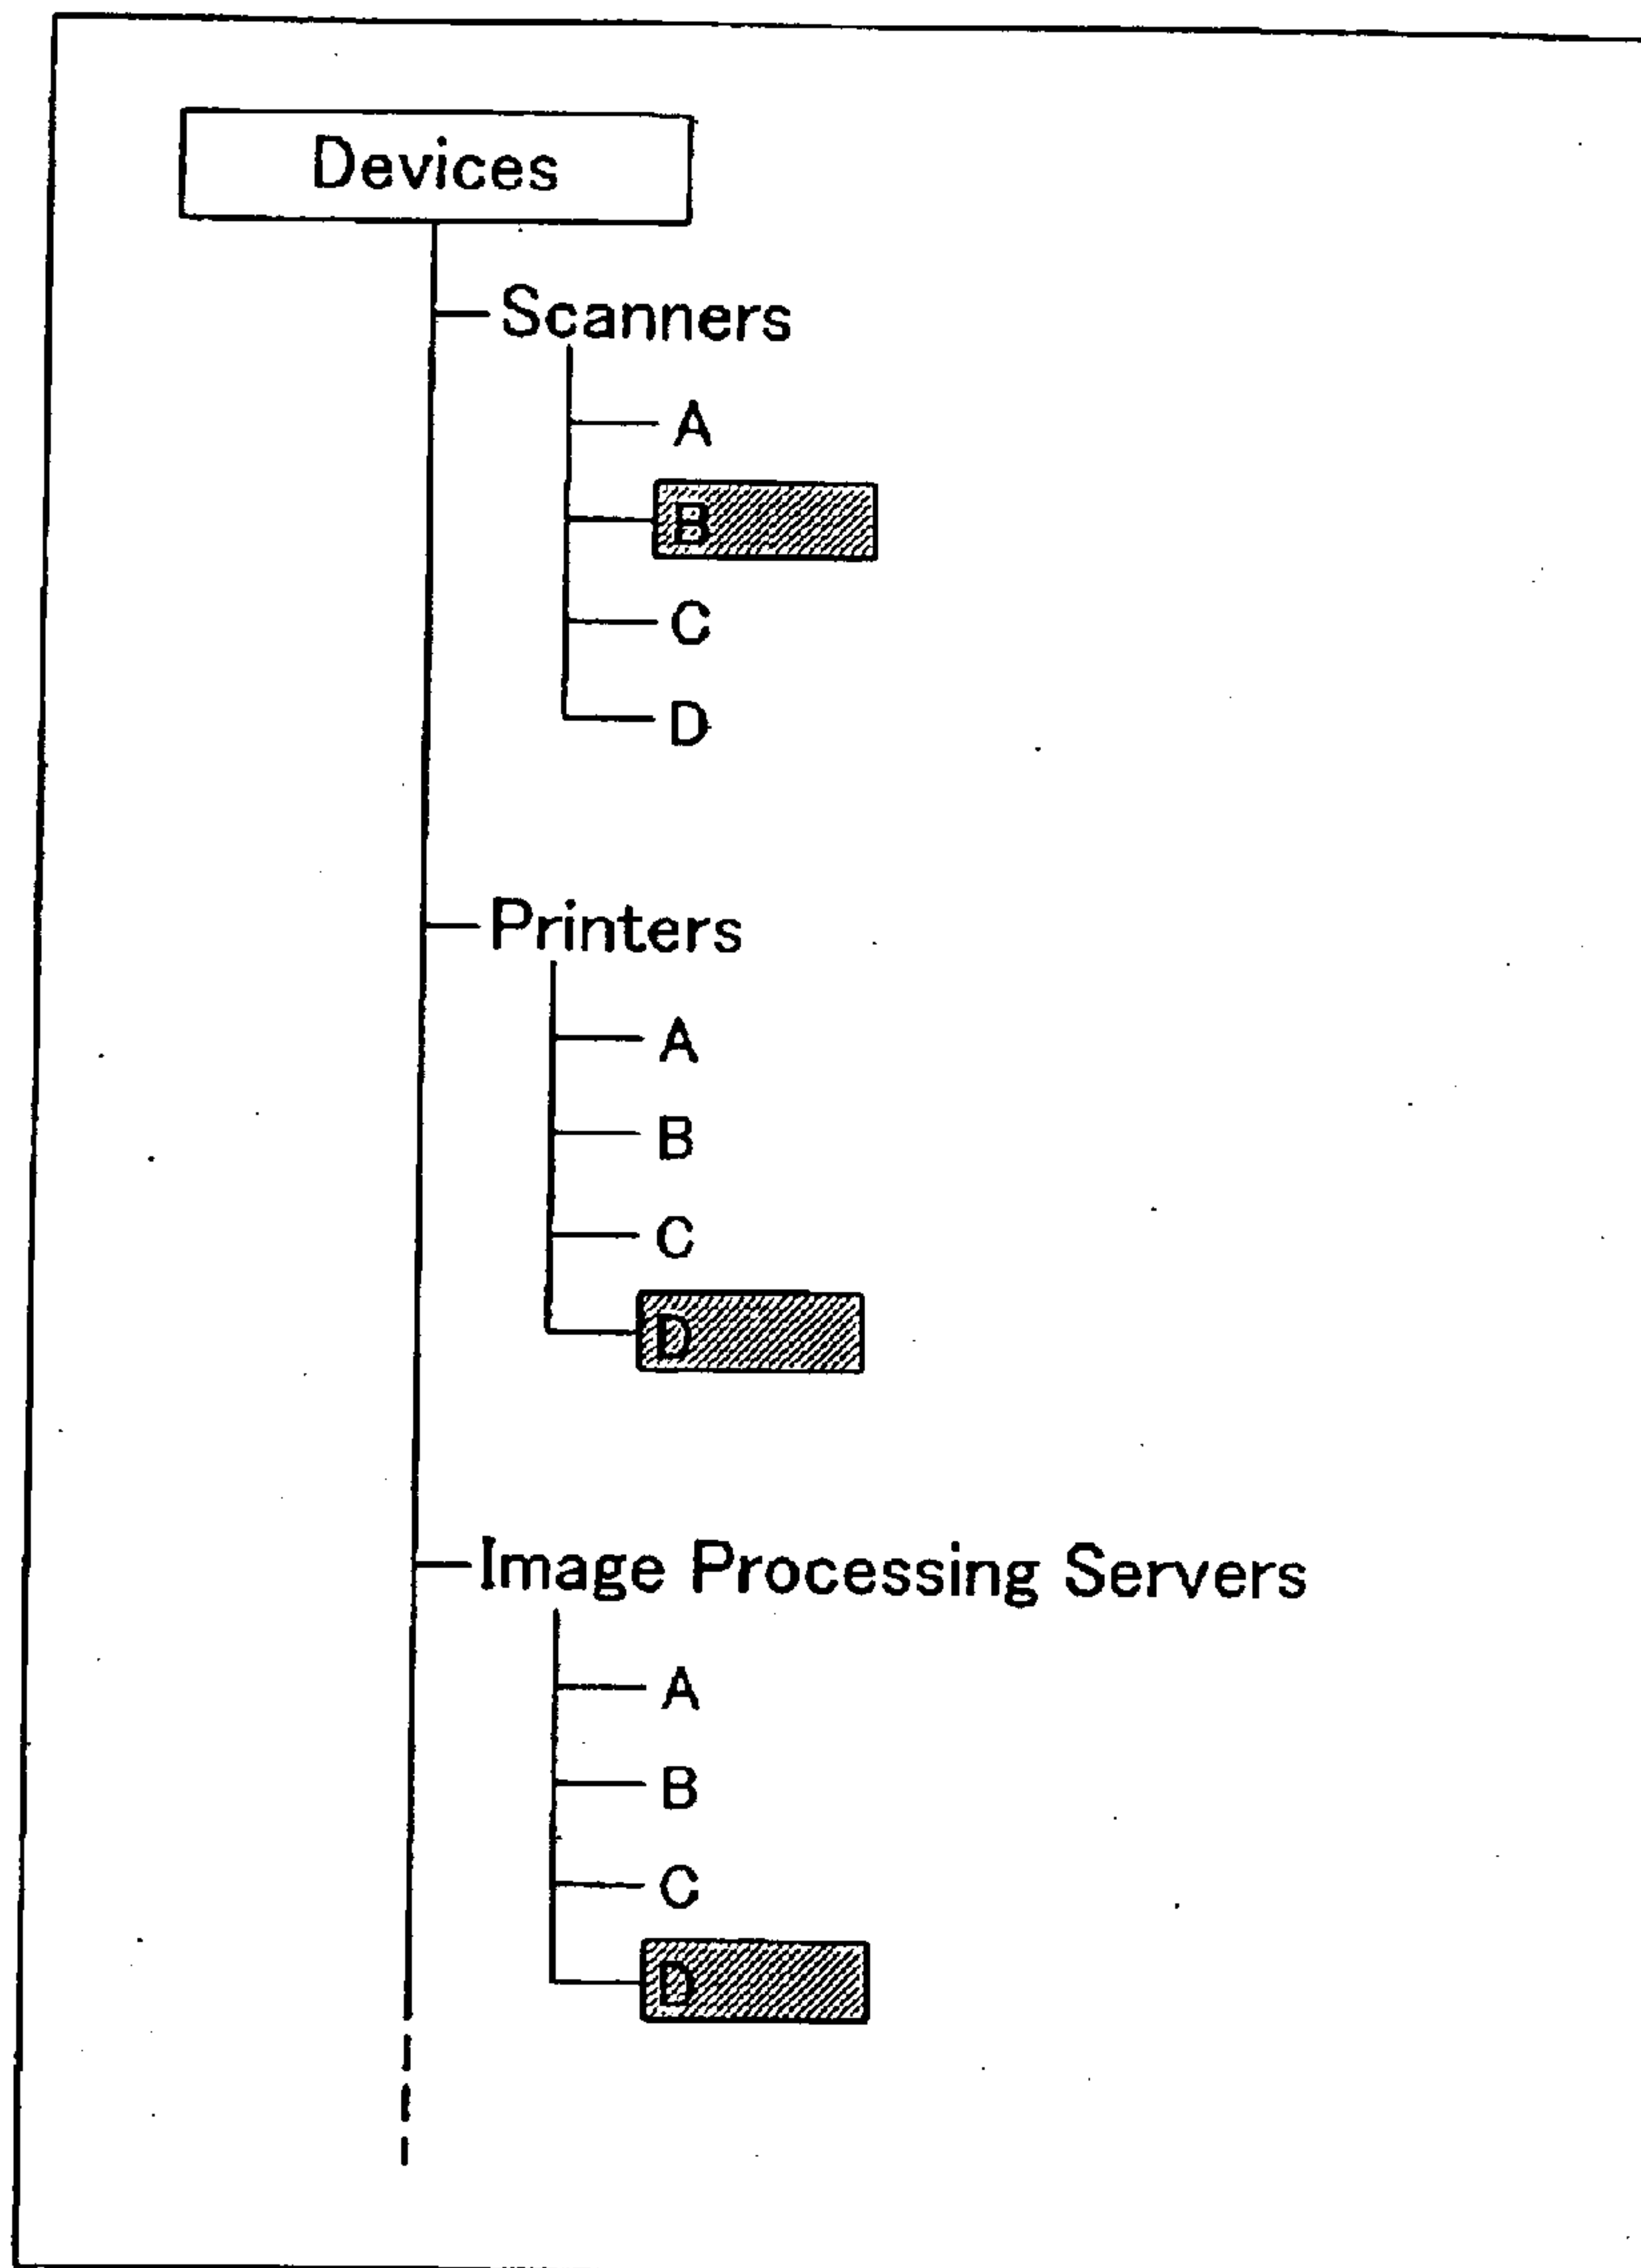 Devices
Scanners
A
B
C
D
Printers
A
B
C
D
Image Processing Servers
A
B
C
D